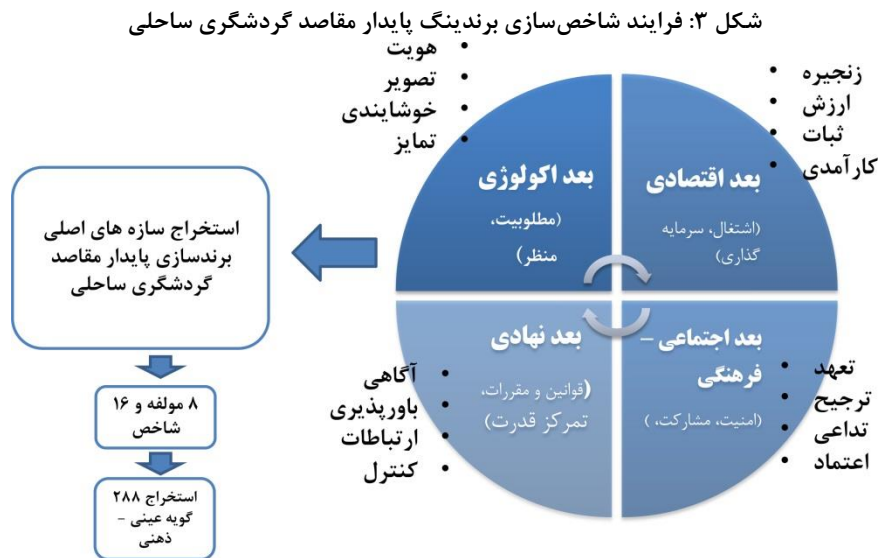 شکل ۳: فرایند شاخص‌سازی برندینگ پایدار مقاصد گردشگری ساحلی
• زنجیره
• ارزش
• ثبات
• کارآمدی
بعد اقتصادی
(اشتغال، سرمایه
گذاری)
• هویت
• تصویر
• خوشایندی
• تمایز
بعد اکولوژی
(مطلوبیت،
منظر)
بعد اجتماعی –
فرهنگی
(امنیت، مشارکت، )
• تعهد
• ترجیح
• تداعی
• اعتماد
بعد نهادی
(قوانین و مقررات،
تمرکز قدرت)
• آگاهی
• باورپذیری
• ارتباطات
• کنترل
استخراج سازه های اصلی
برندسازی پایدار مقاصد
گردشگری ساحلی
۸ مولفه و ۱۶
شاخص
استخراج ۲۸۸
گویه عینی –
ذهنی